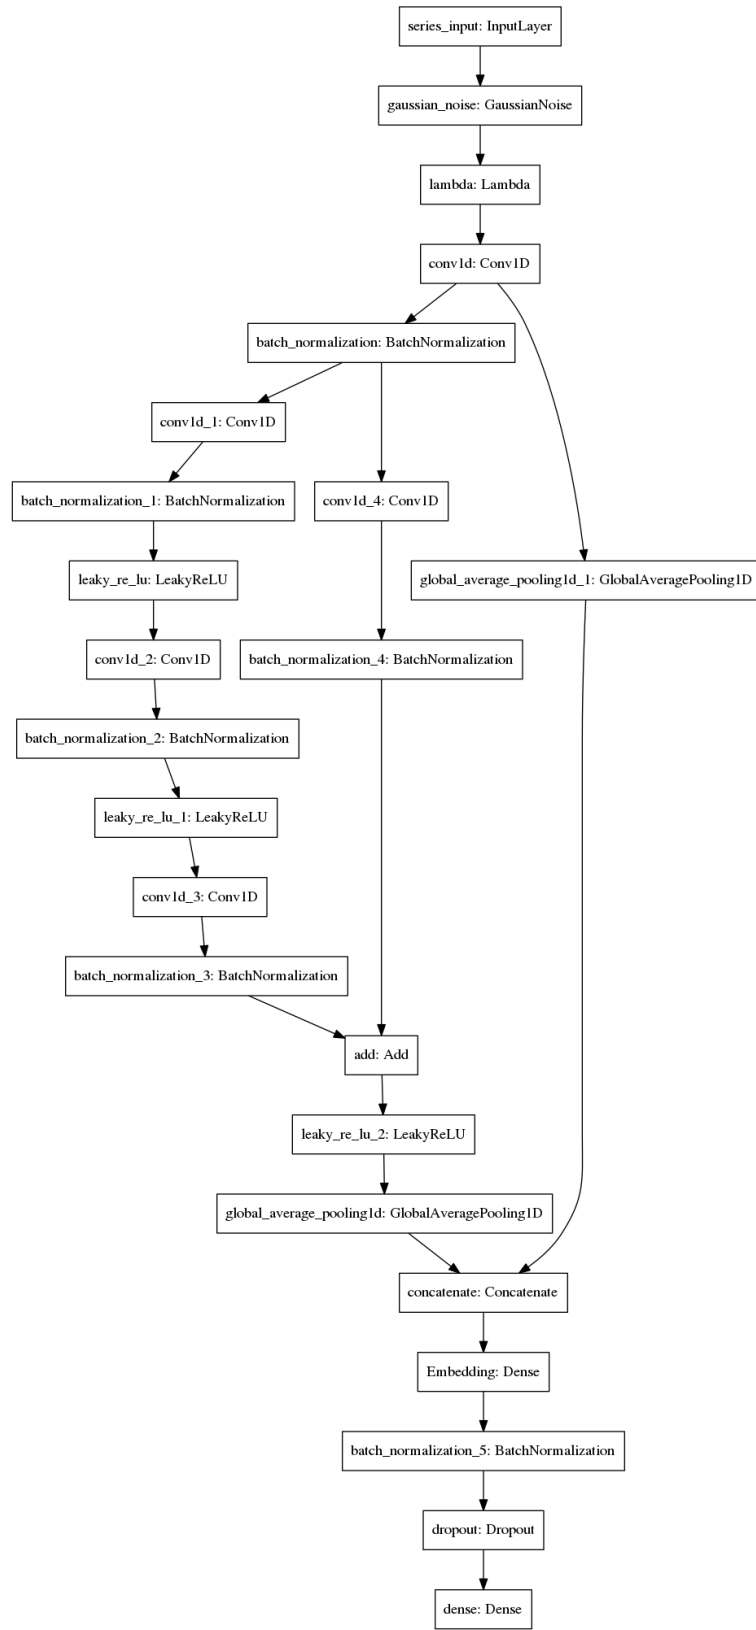 series_input: InputLayer
gaussian_noise: GaussianNoise
lambda: Lambda
conv1d: Conv1D
batch_normalization: BatchNormalization
conv1d_1: Conv1D
batch_normalization_1: BatchNormalization
conv1d_4: Conv1D
leaky_re_lu: LeakyReLU
global_average_pooling1d_1: GlobalAveragePooling1D
conv1d_2: Conv1D
batch_normalization_4: BatchNormalization
batch_normalization_2: BatchNormalization
leaky_re_lu_1: LeakyReLU
conv1d_3: Conv1D
batch_normalization_3: BatchNormalization
add: Add
leaky_re_lu_2: LeakyReLU
global_average_pooling1d: GlobalAveragePooling1D
concatenate: Concatenate
Embedding: Dense
batch_normalization_5: BatchNormalization
dropout: Dropout
dense: Dense